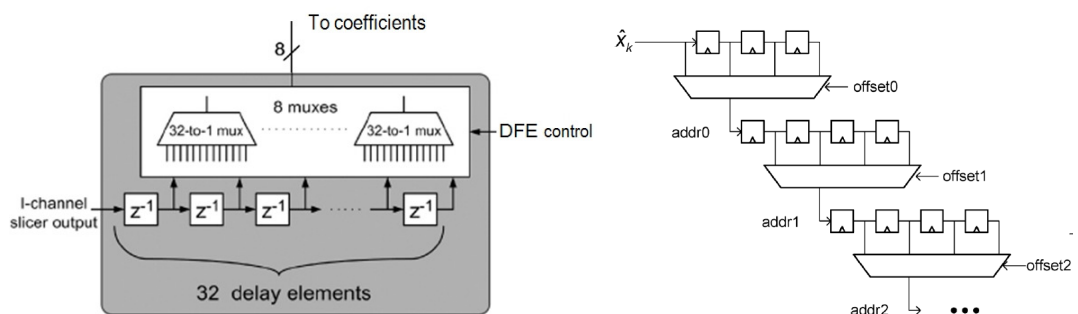 To coefficients
8
8 muxes
32-to-1 mux
32-to-1 mux
DFE control
I-channel
slicer output
z⁻¹
z⁻¹
z⁻¹
z⁻¹
32 delay elements
x̂ₖ
offset0
addr0
offset1
addr1
offset2
addr2